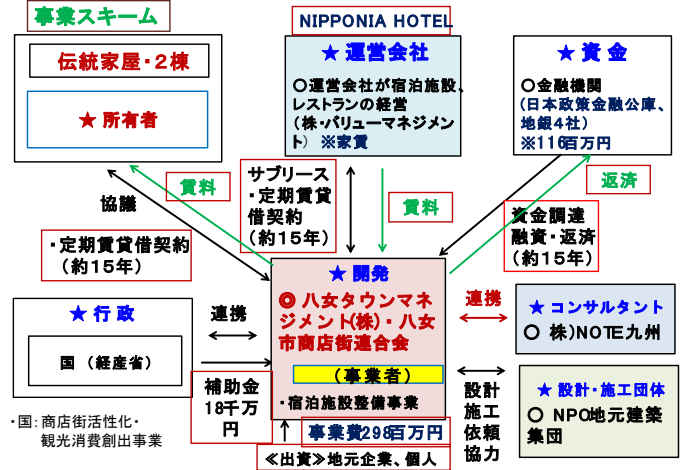 事業スキーム
伝統家屋・２棟
★ 所有者
NIPPONIA HOTEL
★ 運営会社
○運営会社が宿泊施設、
レストランの経営
（株・バリューマネジメン
ト） ※家賃
★ 資金
○金融機関
(日本政策金融公庫、
地銀４社）
※116百万円
協議
賃料
サブリース
・定期賃貸
借契約
（約１５年）
賃料
返済
資金調達
融資・返済
（約１５年）
・定期賃貸借契約
（約１５年）
★ 行政
国 （経産省）
・国：商店街活性化・
観光消費創出事業
連携
補助金
18千万
円
★ 開発
◎ 八女タウンマネ
ジメント(株)・八女
市商店街連合会
（事業者）
・宿泊施設整備事業
事業費298百万円
≪出資≫地元企業、個人
連携
設計
施工
依頼
協力
★ コンサルタント
○ 株）NOTE九州
★ 設計・施工団体
○ NPO地元建築
集団